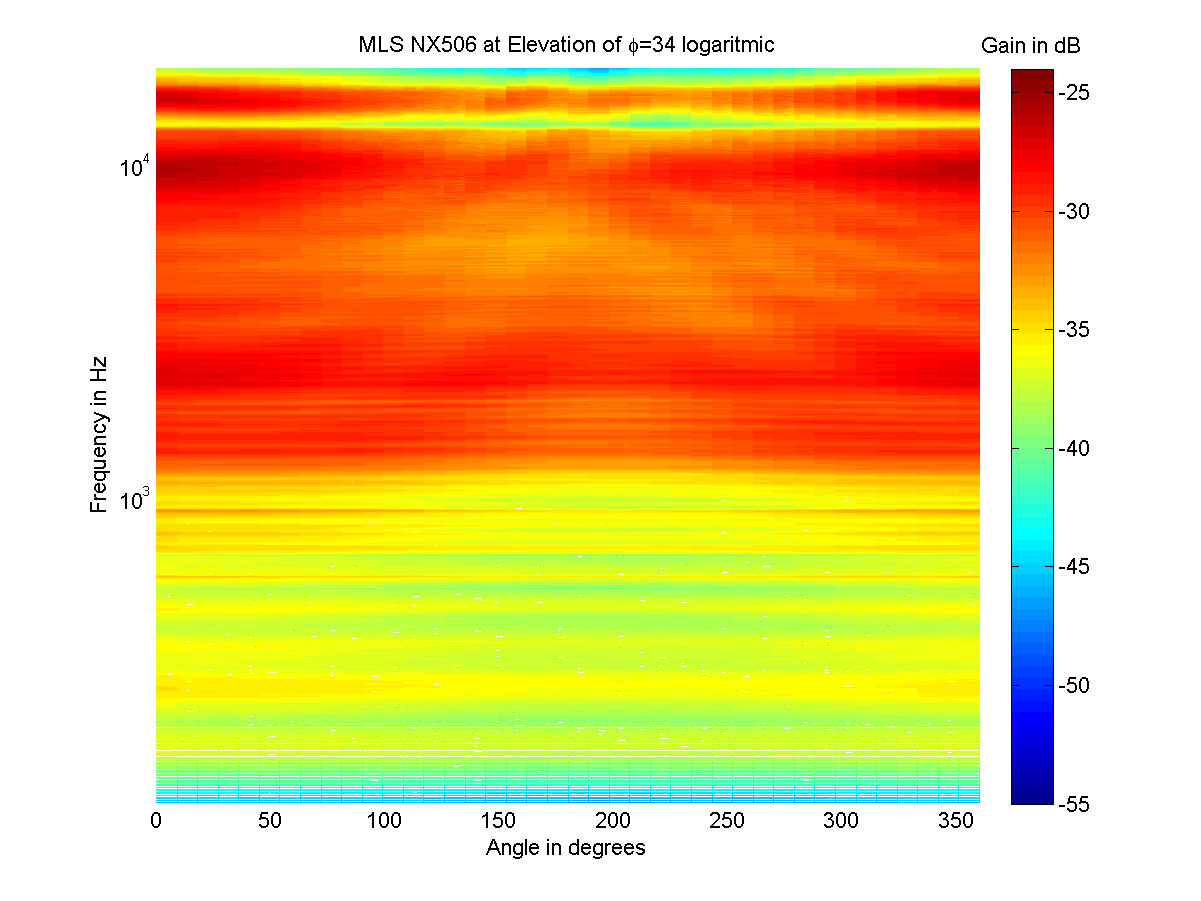 MLS NX506 at Elevation of ϕ=34 logaritmic
Gain in dB
-25
-30
-35
-40
-45
-50
-55
Frequency in Hz
10^4
10^3
0 50 100 150 200 250 300 350
Angle in degrees